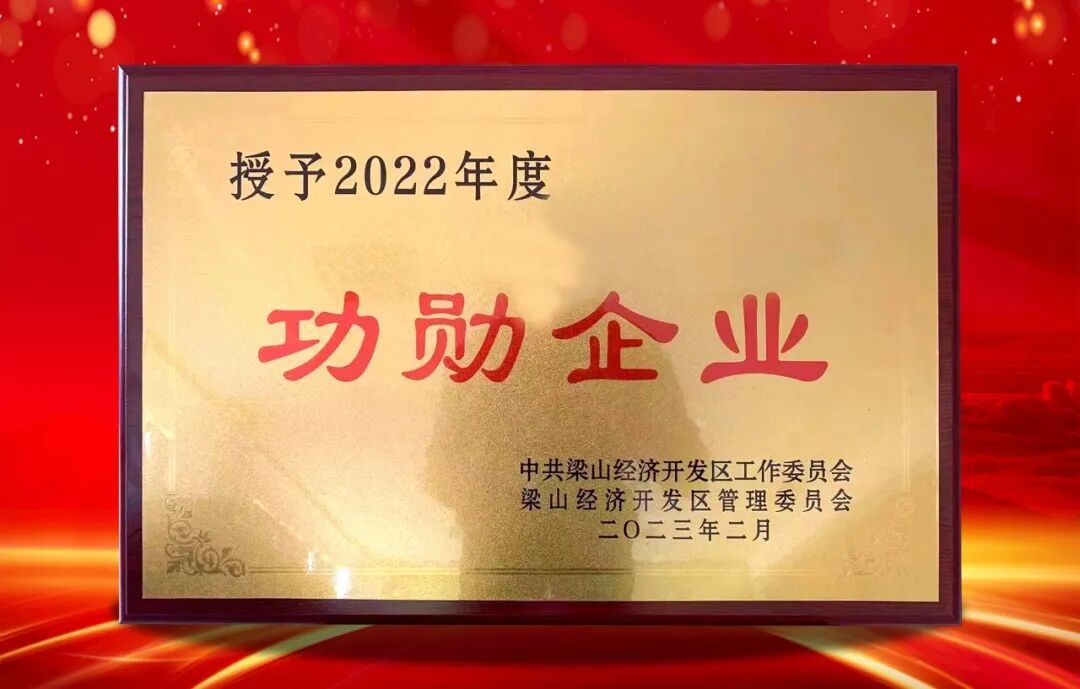 授予2022年度
功勋企业
中共梁山经济开发区工作委员会
梁山经济开发区管理委员会
二〇二三年二月